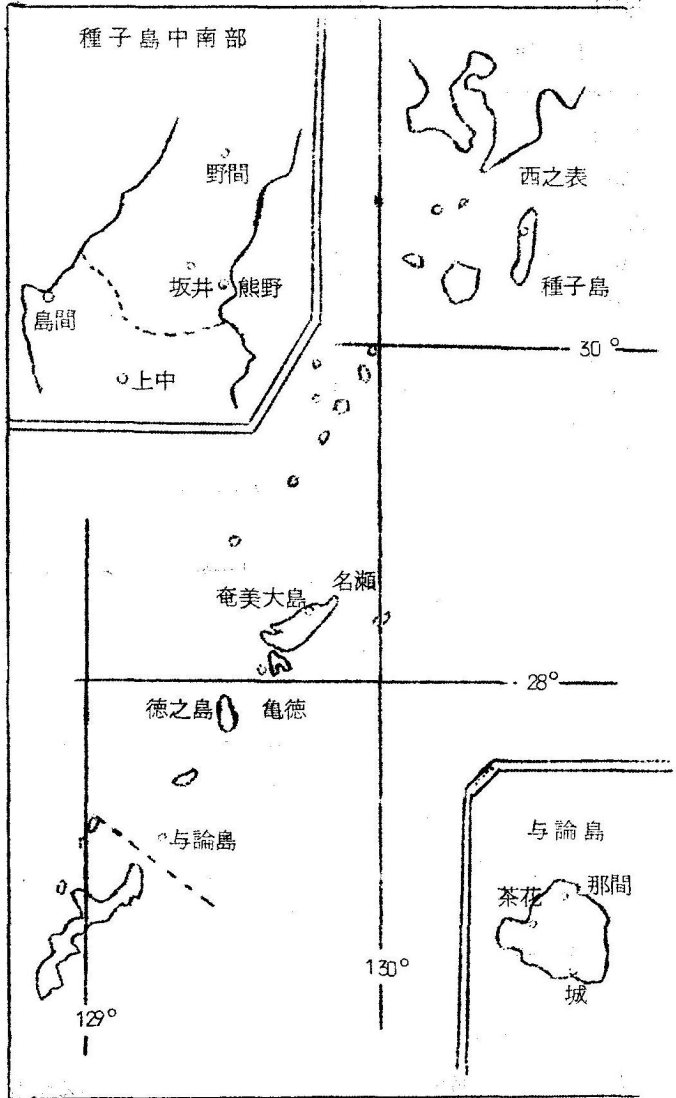 種子島中南部
野間
坂井
熊野
島間
上中
西之表
種子島
30°
名瀬
奄美大島
28°
徳之島
亀徳
与論島
130°
129°
与論島
那間
茶花
城